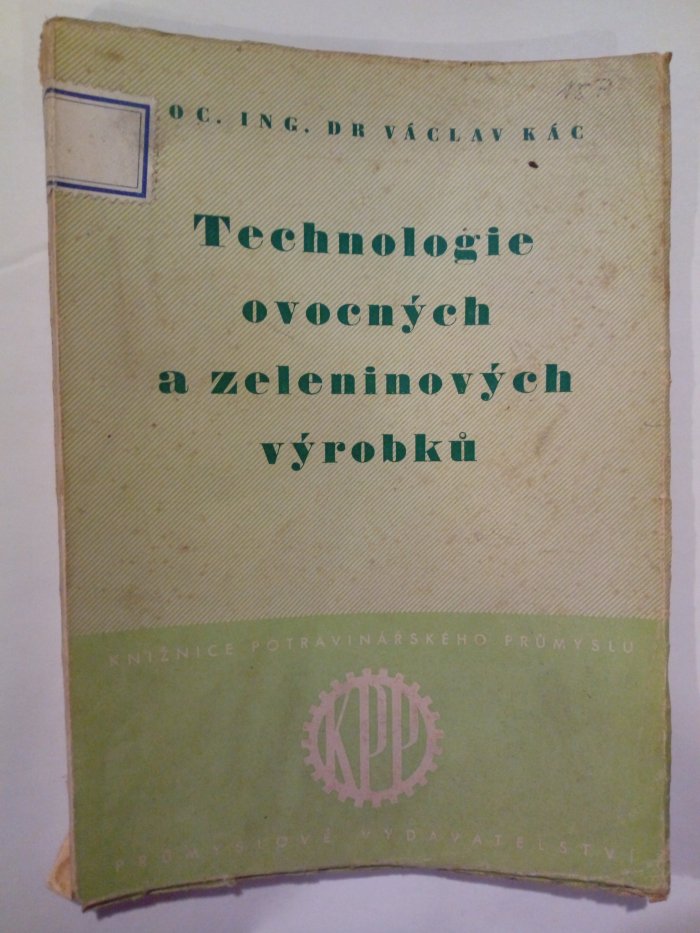 OC. ING. DR VÁCLAV KÁC
Technologie
ovocných
a zeleninových
výrobků
KNIŽNICE POTRAVINÁŘSKÉHO PRŮMYSLU
KPP
PRŮMYSLOVÉ VYDAVATELSTVÍ